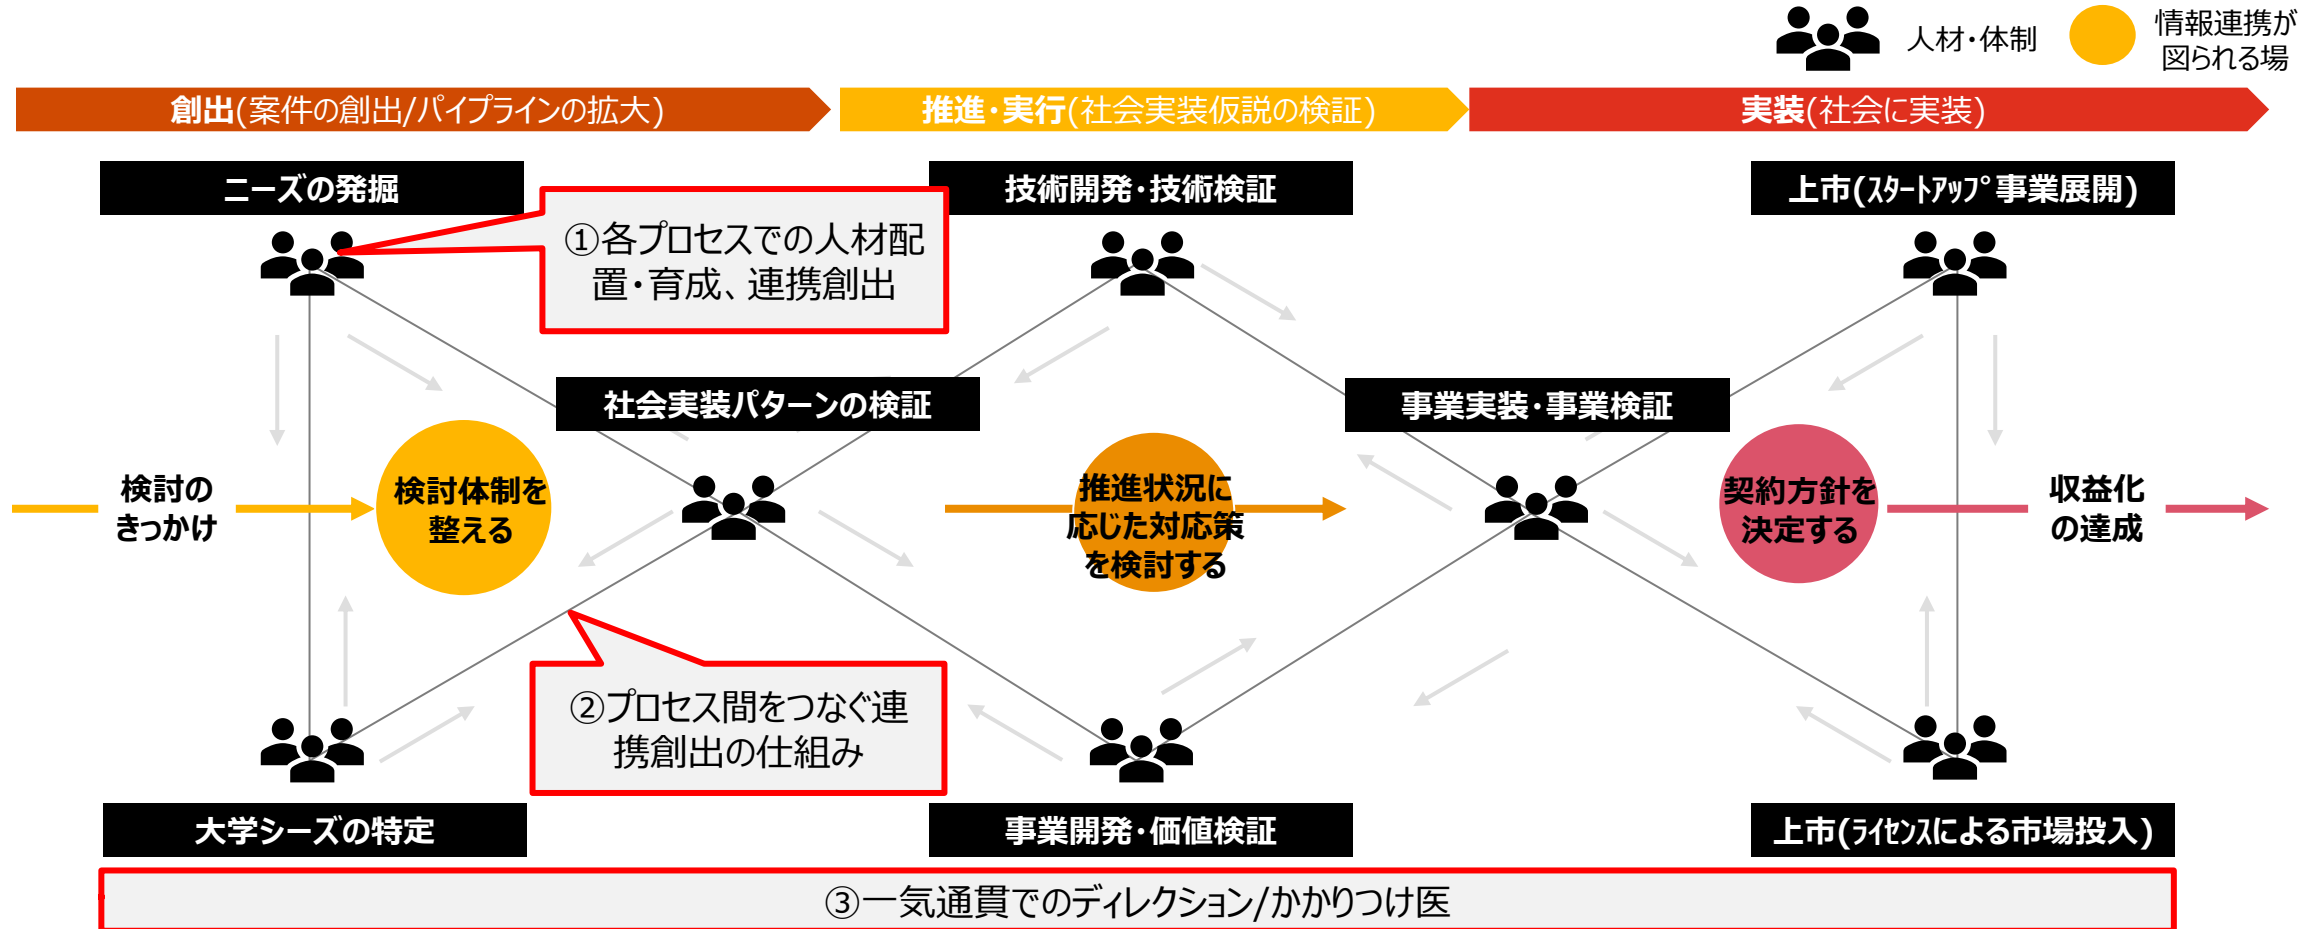 人材・体制
情報連携が
図られる場
創出(案件の創出/パイプラインの拡大)
推進・実行(社会実装仮説の検証)
実装(社会に実装)
ニーズの発掘
技術開発・技術検証
上市(スタートアップ事業展開)
①各プロセスでの人材配
置・育成、連携創出
社会実装パターンの検証
事業実装・事業検証
検討の
きっかけ
検討体制を
整える
推進状況に
応じた対応策
を検討する
契約方針を
決定する
収益化
の達成
②プロセス間をつなぐ連
携創出の仕組み
大学シーズの特定
事業開発・価値検証
上市(ライセンスによる市場投入)
③一気通貫でのディレクション/かかりつけ医